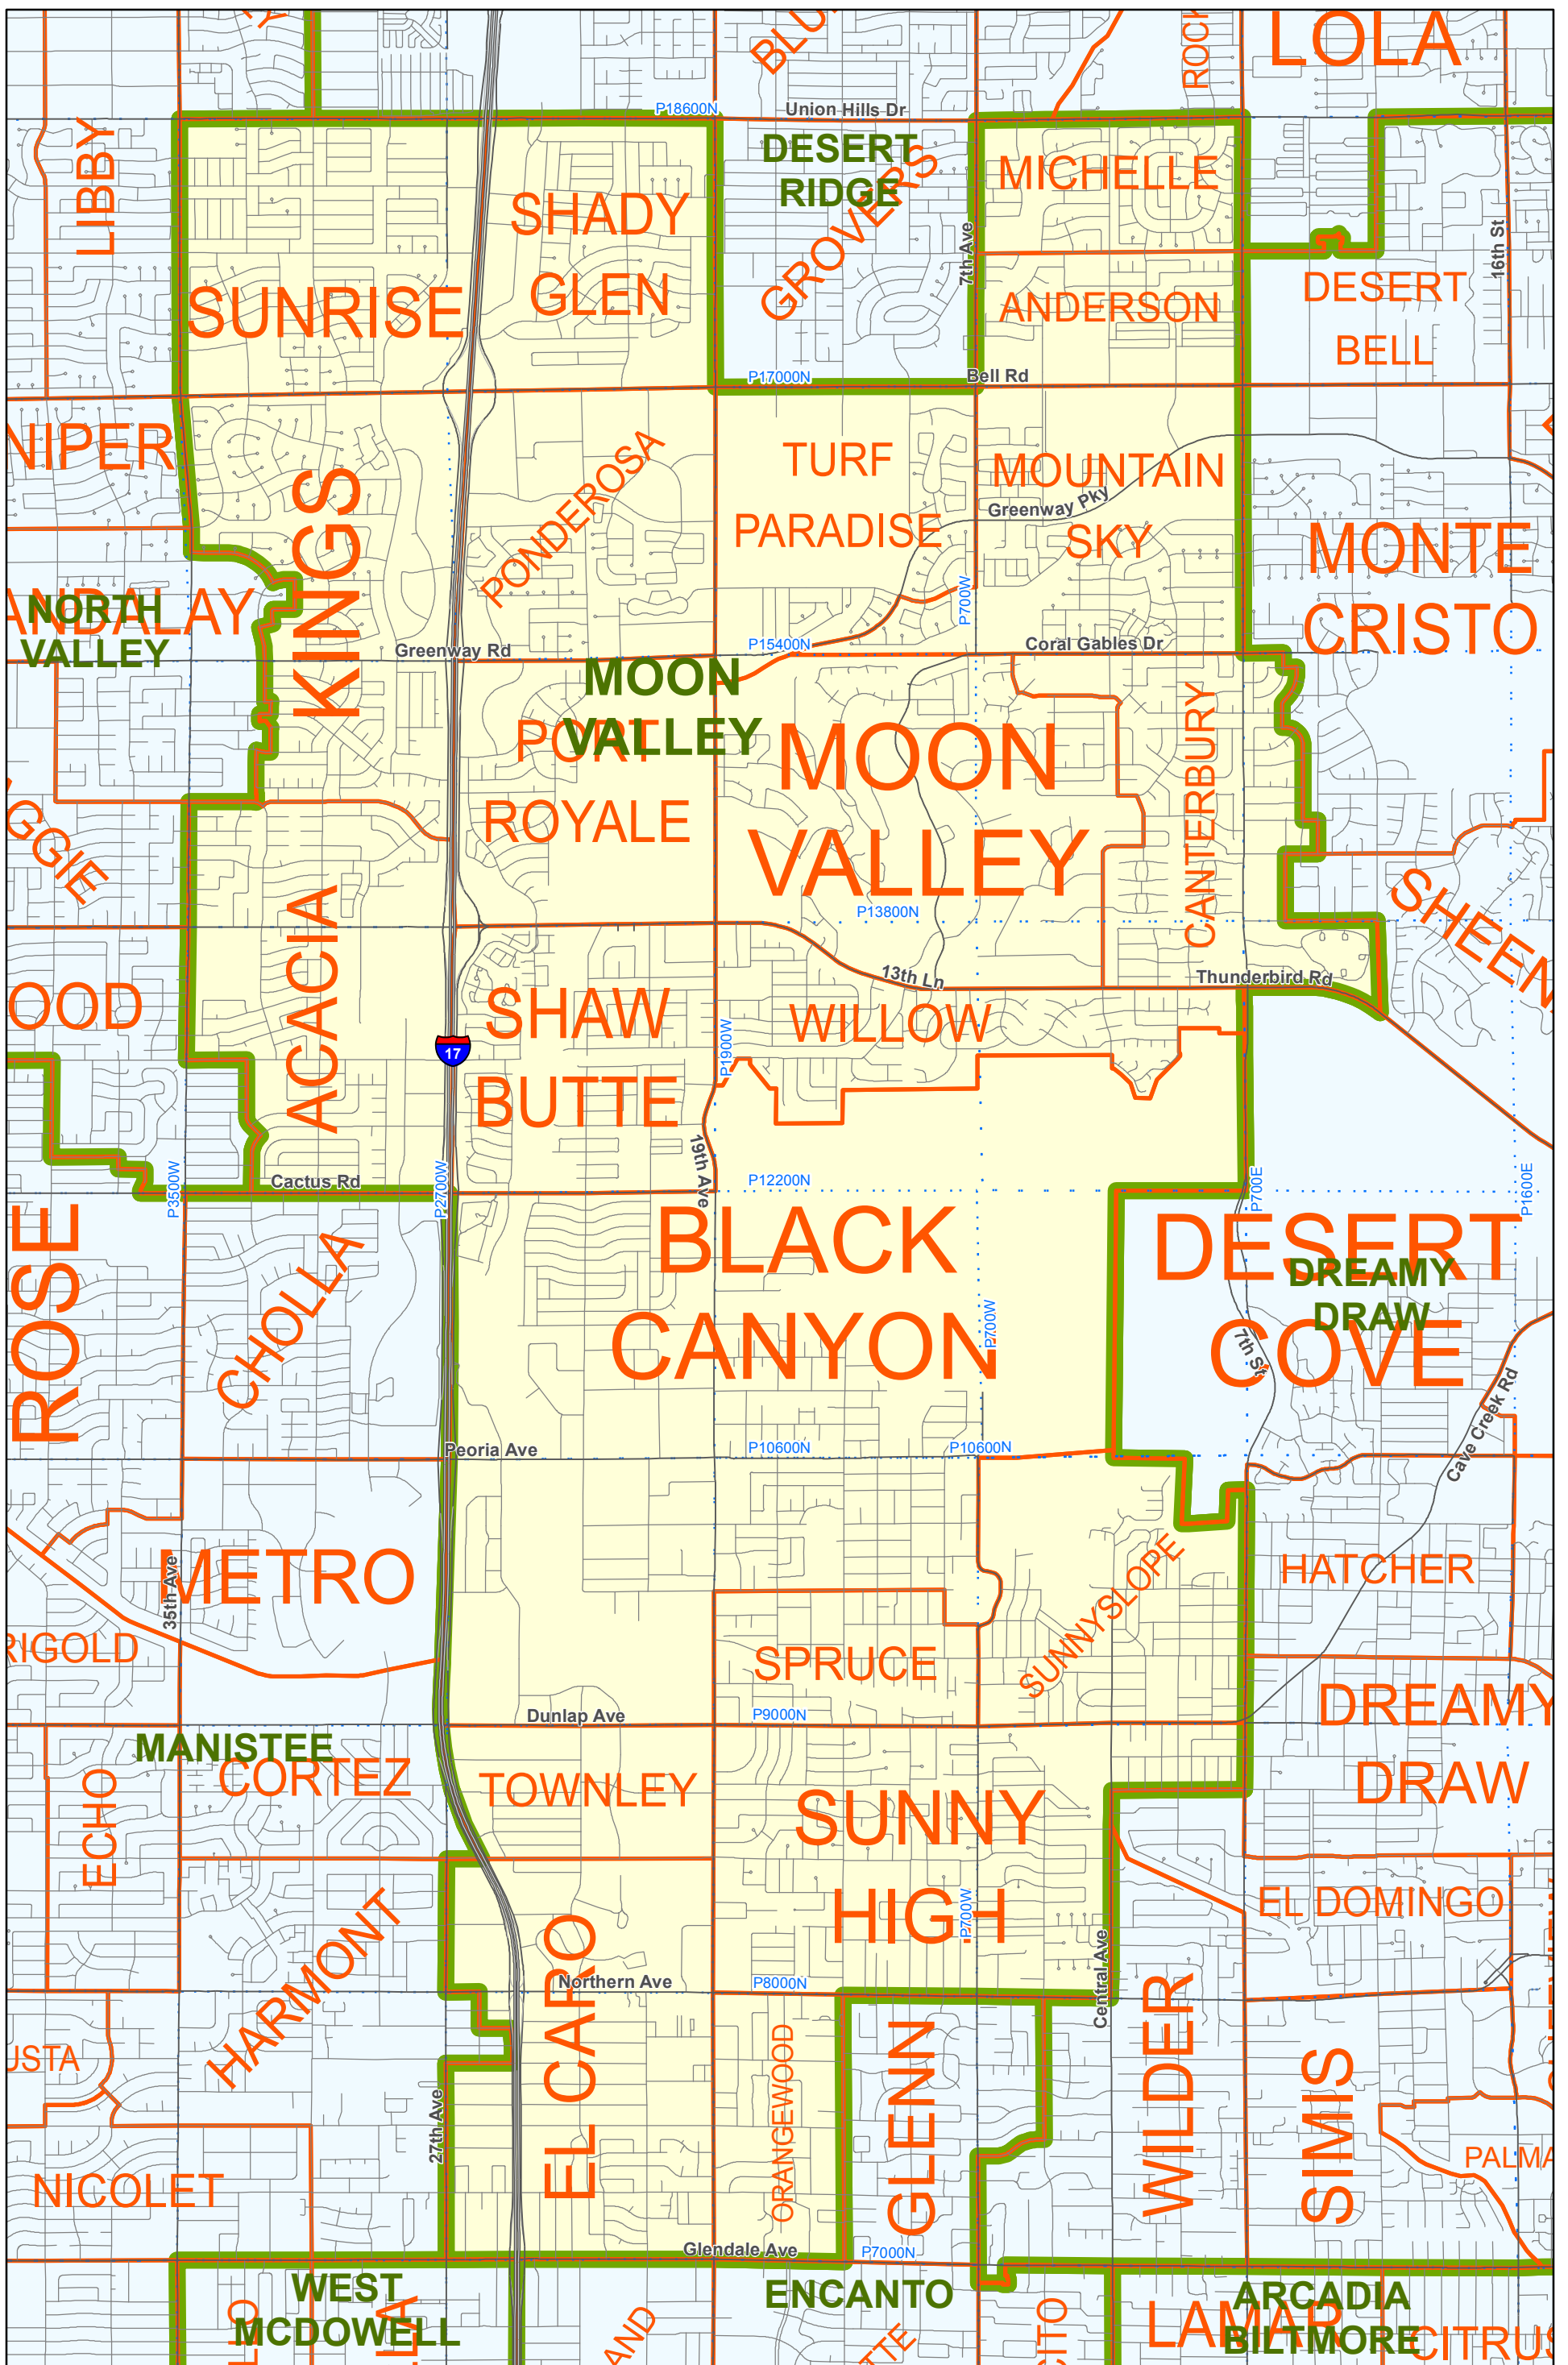 LOLA
P18600N
Union Hills Dr
LIBBY
DESERT
RIDGE
GROVERS
MICHELLE
SHADY
GLEN
SUNRISE
7th Ave
16th St
ANDERSON
DESERT
BELL
P17000N
Bell Rd
KINGS
PONDEROSA
TURF
PARADISE
MOUNTAIN
SKY
Greenway Pky
MONTE
CRISTO
NORTH
VALLEY
P700W
Greenway Rd
P15400N
Coral Gables Dr
MOON
VALLEY
PORT
ROYALE
MOON
VALLEY
CANTERBURY
P13800N
ACACIA
13th Ln
Thunderbird Rd
SHAW
BUTTE
WILLOW
17
P1900W
19th Ave
Cactus Rd
P3500W
P2700W
P12200N
P700E
P1600E
ROSE
CHOLLA
BLACK
CANYON
P700W
DESERT
COVE
DREAMY
DRAW
7th St
Cave Creek Rd
Peoria Ave
P10600N
P10600N
METRO
35th Ave
SPRUCE
SUNNYSLOPE
HATCHER
Dunlap Ave
P9000N
DREAMY
DRAW
MANISTEE
CORTEZ
ECHO
TOWNLEY
SUNNY
HIGH
P700W
EL DOMINGO
HARMONT
EL CARO
Northern Ave
P8000N
Central Ave
ORANGEWOOD
GLENN
WILDER
SIMIS
27th Ave
NICOLET
Glendale Ave
P7000N
WEST
MCDOWELL
ENCANTO
ARCADIA
BILTMORE
LAMAR